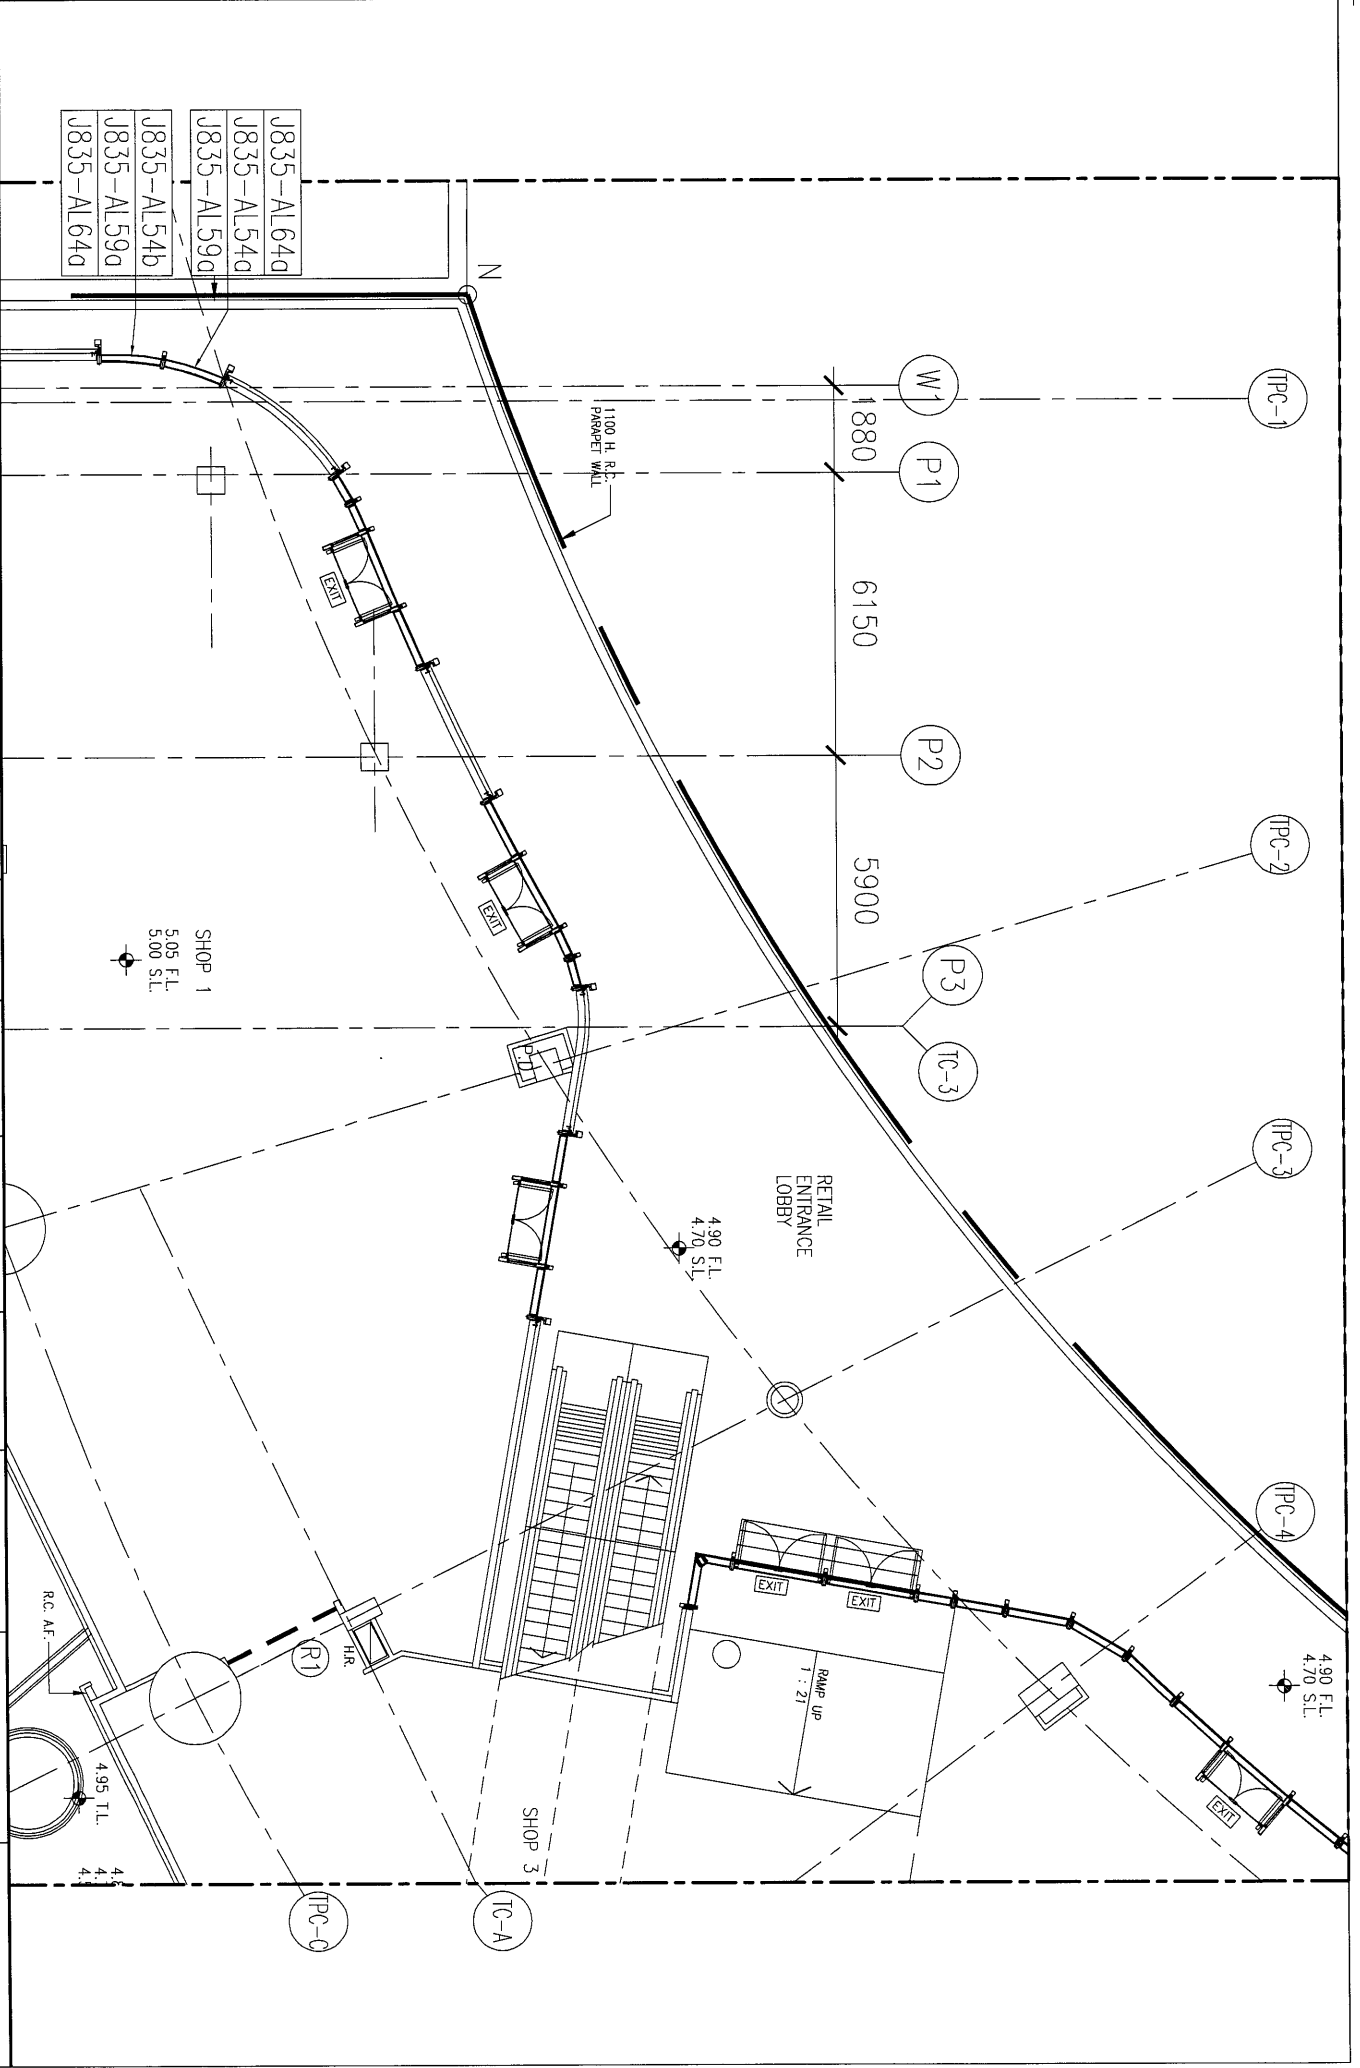 J835-AL64a
J835-AL54a
J835-AL59a
J835-AL54b
J835-AL59a
J835-AL64a
N
W1
TPC-1
1880
P1
1100 H. R.C.
PARAPET WALL
6150
EXIT
P2
TPC-2
5900
EXIT
P3
TC-3
SHOP 1
5.05 F.L.
5.00 S.L.
P.D.
TPC-3
RETAIL
ENTRANCE
LOBBY
4.90 F.L.
4.70 S.L.
TPC-4
EXIT
EXIT
R.C. A.F.
R1
H.R.
RAMP UP
1 : 21
4.90 F.L.
4.70 S.L.
EXIT
4.95 T.L.
SHOP 3
TPC-C
TC-A